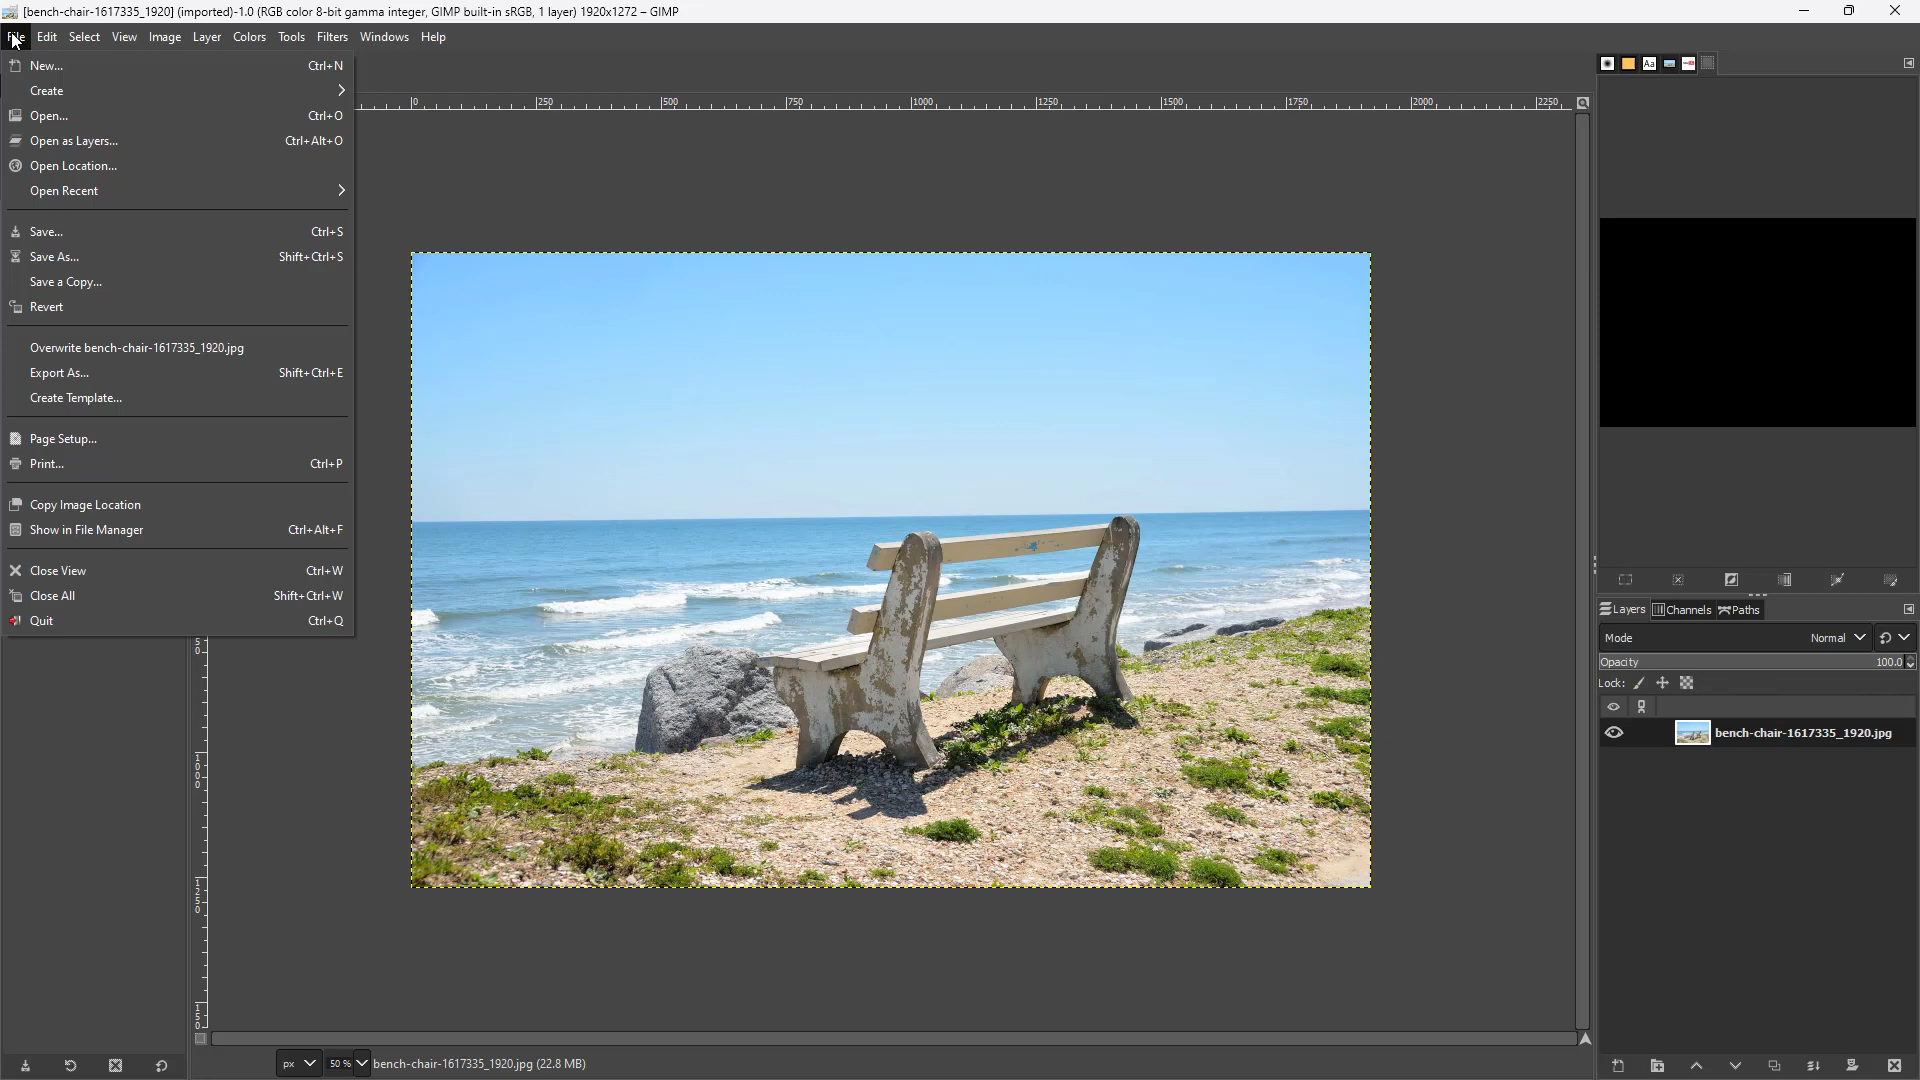 [bench-chair-1617335_1920] (imported)-1.0 (RGB color 8-bit gamma integer, GIMP built-in sRGB, 1 layer) 1920x1272 – GIMP
File Edit Select View Image Layer Colors Tools Filters Windows Help
New... Ctrl+N
Create
Open... Ctrl+O
Open as Layers... Ctrl+Alt+O
Open Location...
Open Recent
Save... Ctrl+S
Save As... Shift+Ctrl+S
Save a Copy...
Revert
Overwrite bench-chair-1617335_1920.jpg
Export As... Shift+Ctrl+E
Create Template...
Page Setup...
Print... Ctrl+P
Copy Image Location
Show in File Manager Ctrl+Alt+F
Close View Ctrl+W
Close All Shift+Ctrl+W
Quit Ctrl+Q
0 250 500 750 1000 1250 1500 1750 2000 2250
1000
1250
150
Aa
Layers Channels Paths
Mode Normal
Opacity 100.0
Lock:
bench-chair-1617335_1920.jpg
px 50 % bench-chair-1617335_1920.jpg (22.8 MB)